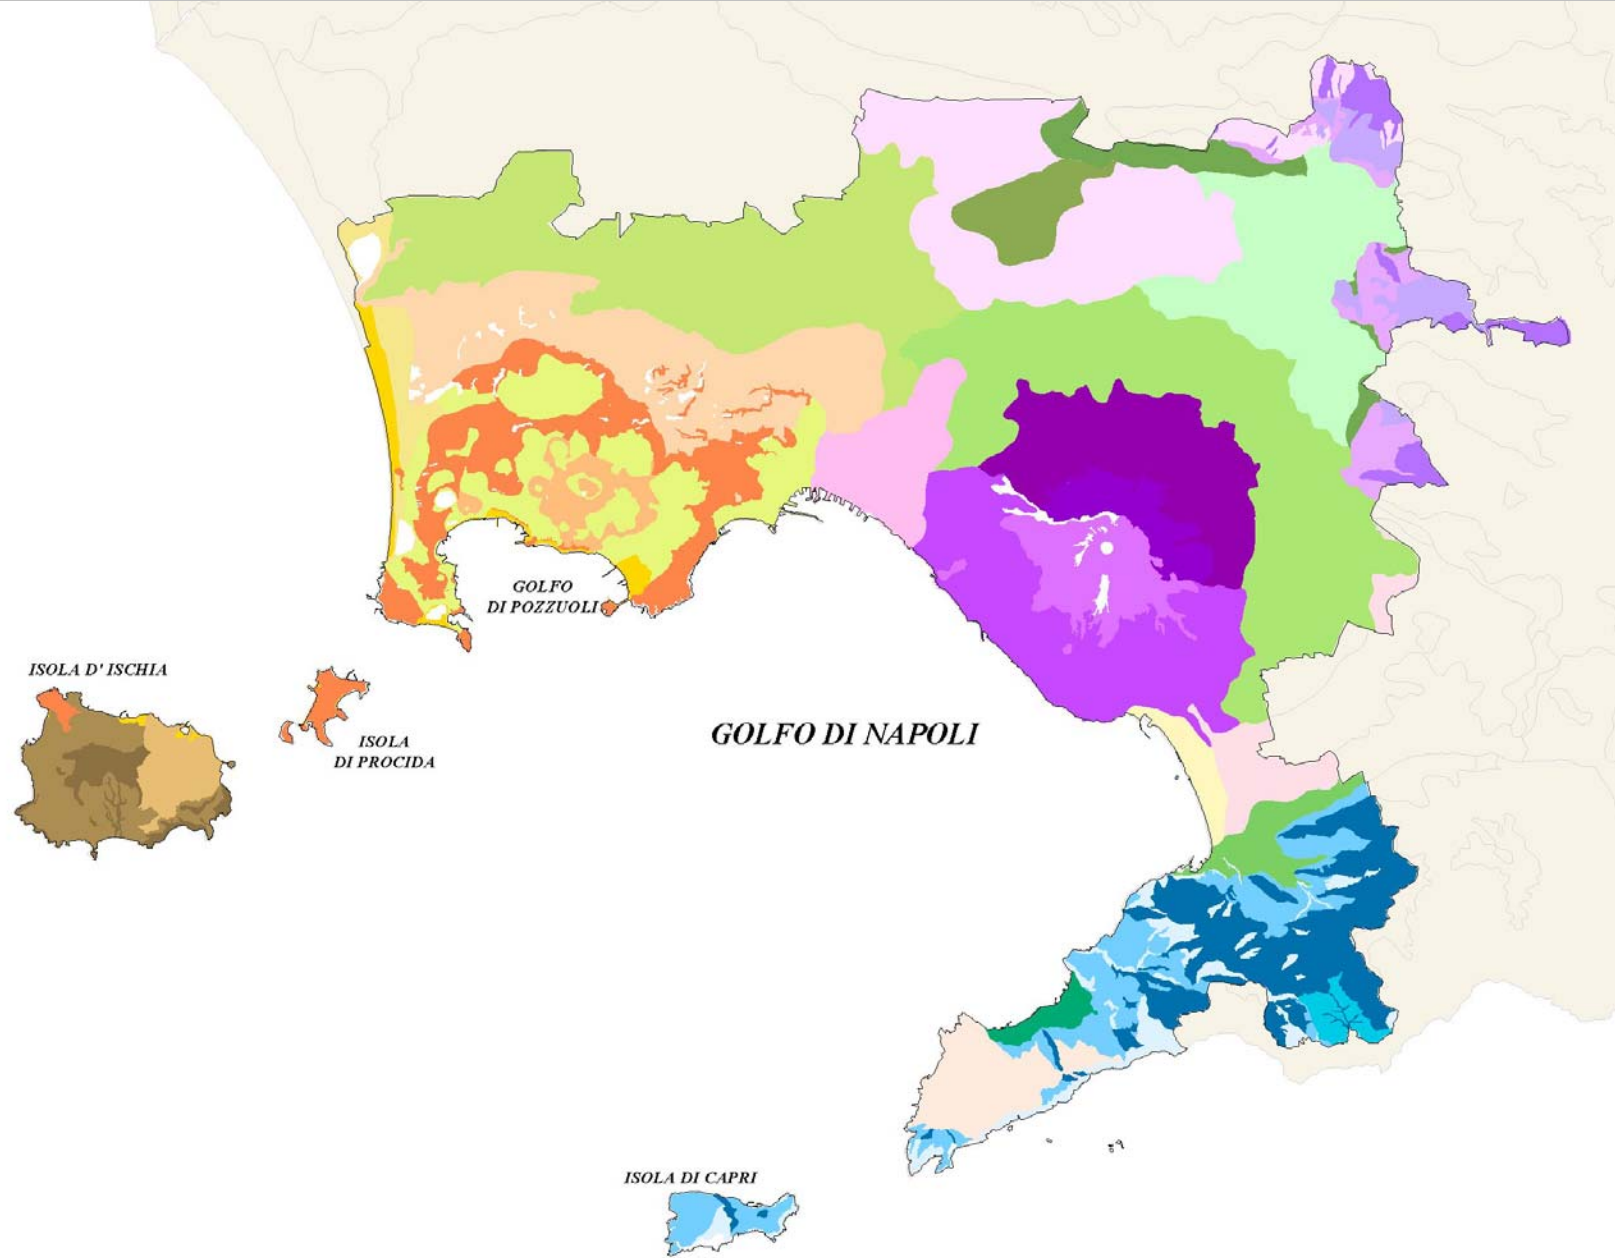 GOLFO
DI POZZUOLI
ISOLA D' ISCHIA
ISOLA
DI PROCIDA
GOLFO DI NAPOLI
ISOLA DI CAPRI